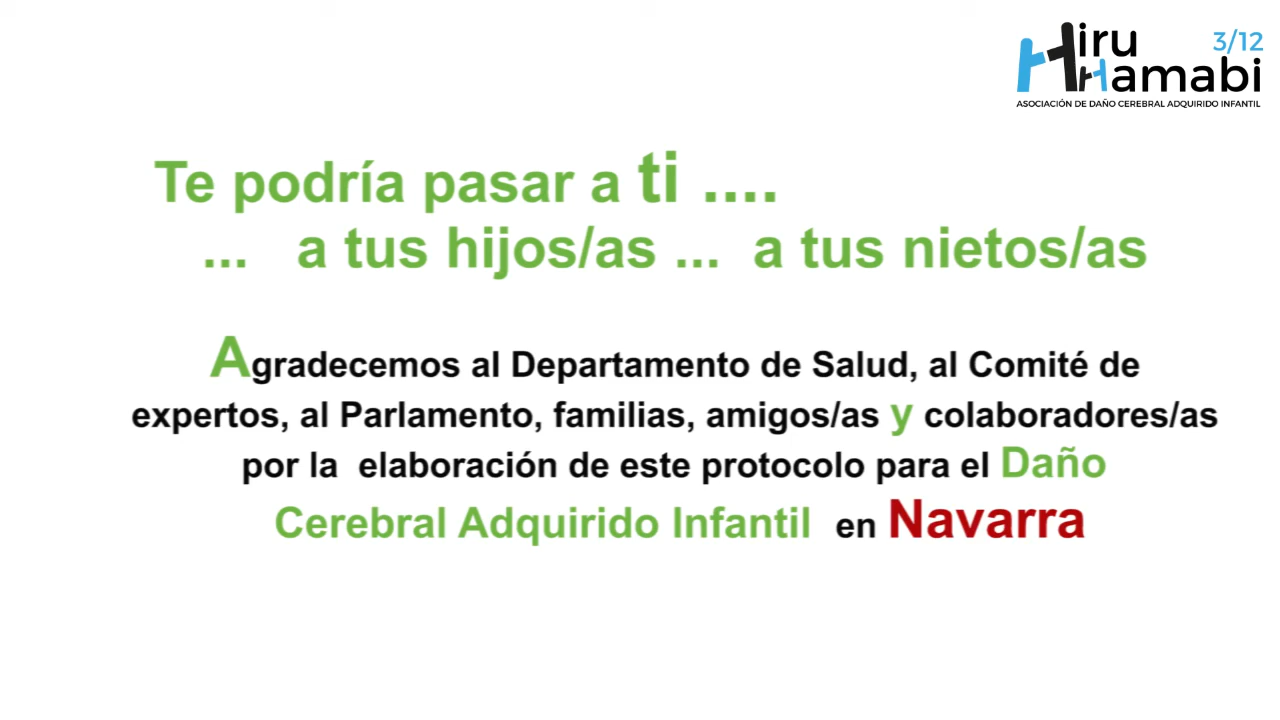 Hiru 3/12
Hamabi
ASOCIACIÓN DE DAÑO CEREBRAL ADQUIRIDO INFANTIL
Te podría pasar a ti ....
... a tus hijos/as ... a tus nietos/as
Agradecemos al Departamento de Salud, al Comité de
expertos, al Parlamento, familias, amigos/as y colaboradores/as
por la elaboración de este protocolo para el Daño
Cerebral Adquirido Infantil en Navarra